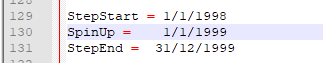 129 StepStart = 1/1/1998
130 SpinUp =    1/1/1999
131 StepEnd =  31/12/1999